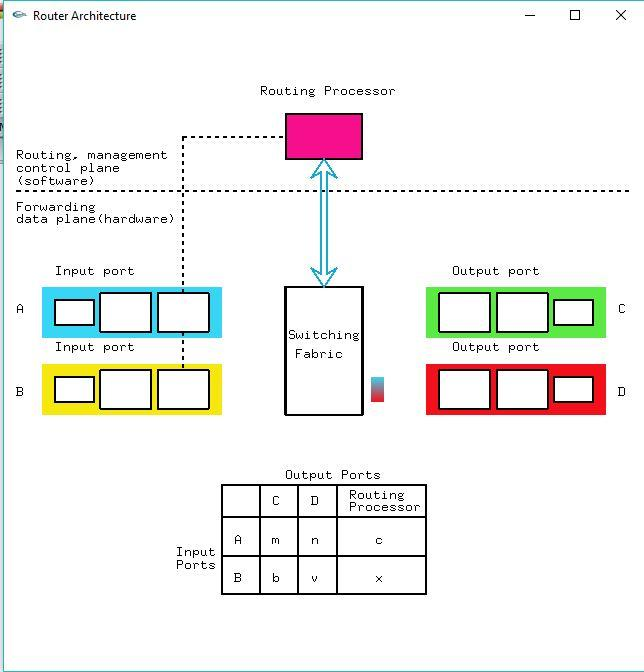 Router Architecture
Routing Processor
Routing, management
control plane
(software)
Forwarding
data plane(hardware)
Input port
Output port
A
C
Input port
Output port
Switching
Fabric
B
D
Output Ports
C D Routing
Processor
A m n c
Input
Ports
B b v x